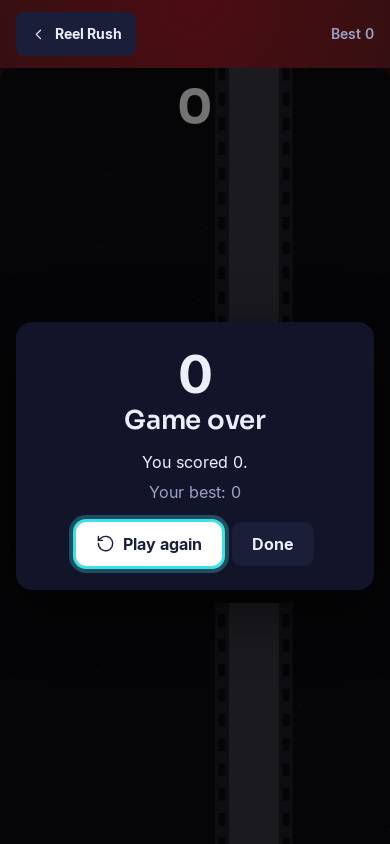 Reel Rush
Best 0
0
0
Game over
You scored 0.
Your best: 0
Play again
Done